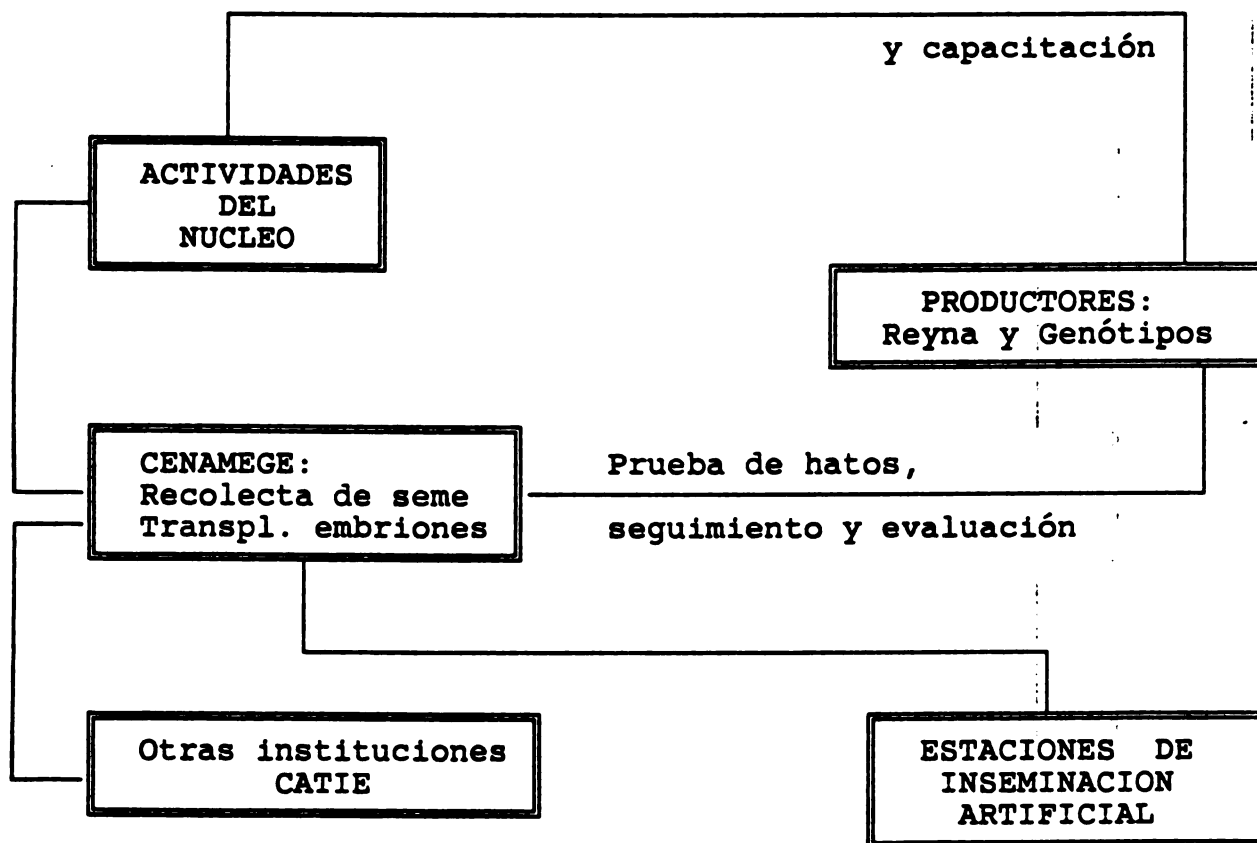 y capacitación
ACTIVIDADES
DEL
NUCLEO
PRODUCTORES:
Reyna y Genótipos
CENAMEGE:
Recolecta de seme
Transpl. embriones
Prueba de hatos,
seguimiento y evaluación
Otras instituciones
CATIE
ESTACIONES DE
INSEMINACION
ARTIFICIAL